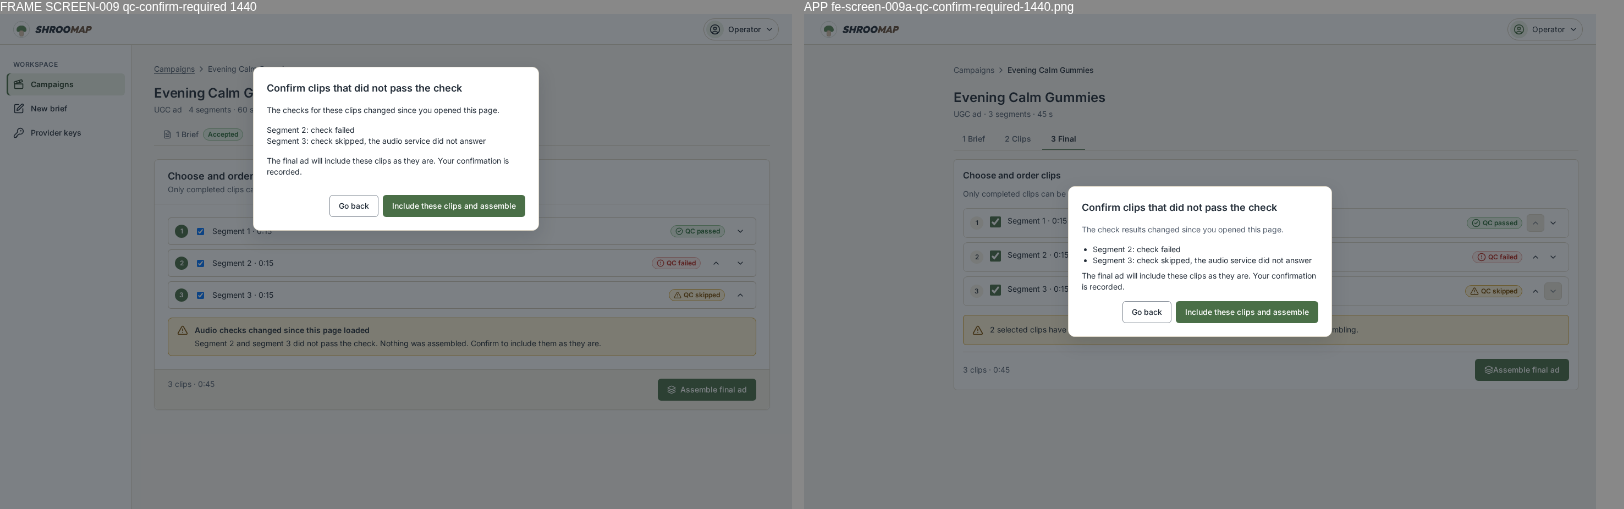 FRAME SCREEN-009 qc-confirm-required 1440
SHROOMAP
Operator
WORKSPACE
Campaigns
New brief
Provider keys
Campaigns > Evening Calm
Evening Calm G
UGC ad 4 segments · 60 s
1 Brief Accepted
Choose and order
Only completed clips ca
1 Segment 1 · 0:15 QC passed
2 Segment 2 · 0:15 QC failed
3 Segment 3 · 0:15 QC skipped
Audio checks changed since this page loaded
Segment 2 and segment 3 did not pass the check. Nothing was assembled. Confirm to include them as they are.
3 clips · 0:45
Assemble final ad
Confirm clips that did not pass the check
The checks for these clips changed since you opened this page.
Segment 2: check failed
Segment 3: check skipped, the audio service did not answer
The final ad will include these clips as they are. Your confirmation is
recorded.
Go back
Include these clips and assemble
APP fe-screen-009a-qc-confirm-required-1440.png
SHROOMAP
Operator
Campaigns > Evening Calm Gummies
Evening Calm Gummies
UGC ad · 3 segments · 45 s
1 Brief 2 Clips 3 Final
Choose and order clips
Only completed clips can be
1 Segment 1 · 0:15 QC passed
2 Segment 2 · 0:15 QC failed
3 Segment 3 · 0:15 QC skipped
2 selected clips have
mbling.
3 clips · 0:45
Assemble final ad
Confirm clips that did not pass the check
The check results changed since you opened this page.
• Segment 2: check failed
• Segment 3: check skipped, the audio service did not answer
The final ad will include these clips as they are. Your confirmation
is recorded.
Go back
Include these clips and assemble